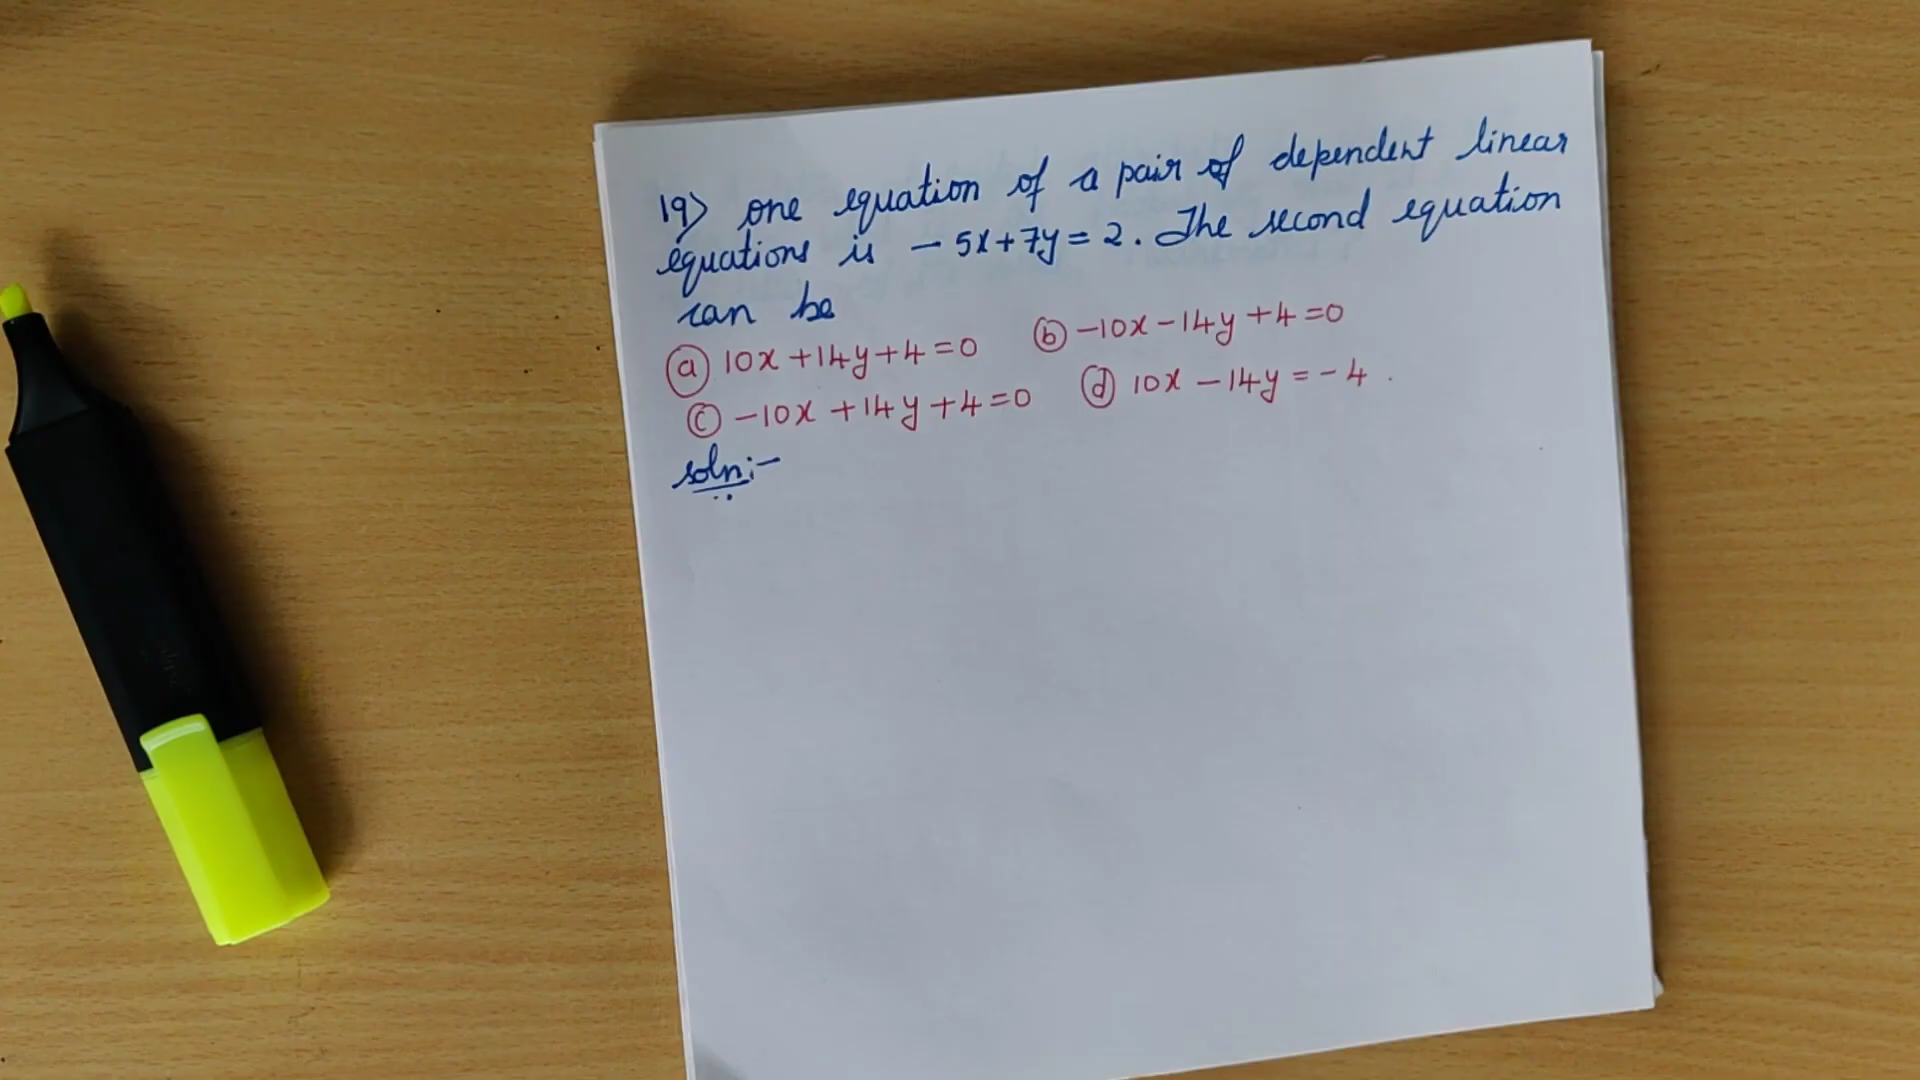 19) one equation of a pair of dependent linear
equations is - 5x+7y=2. The second equation
can be
(a) 10x+14y+4=0 (b) -10x-14y+4=0
(c) -10x+14y+4=0 (d) 10x-14y=-4.
soln:-